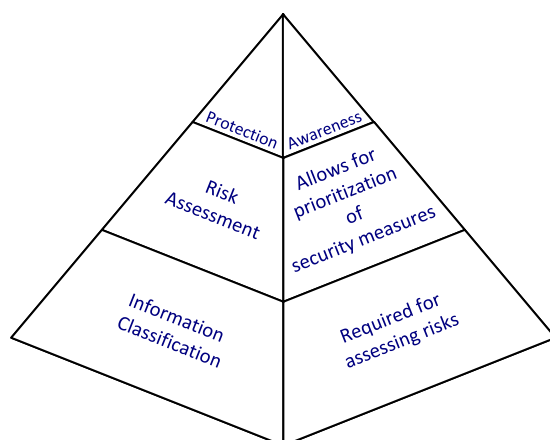 Protection
Awareness
Risk
Assessment
Allows for
prioritization
of
security measures
Information
Classification
Required for
assessing risks